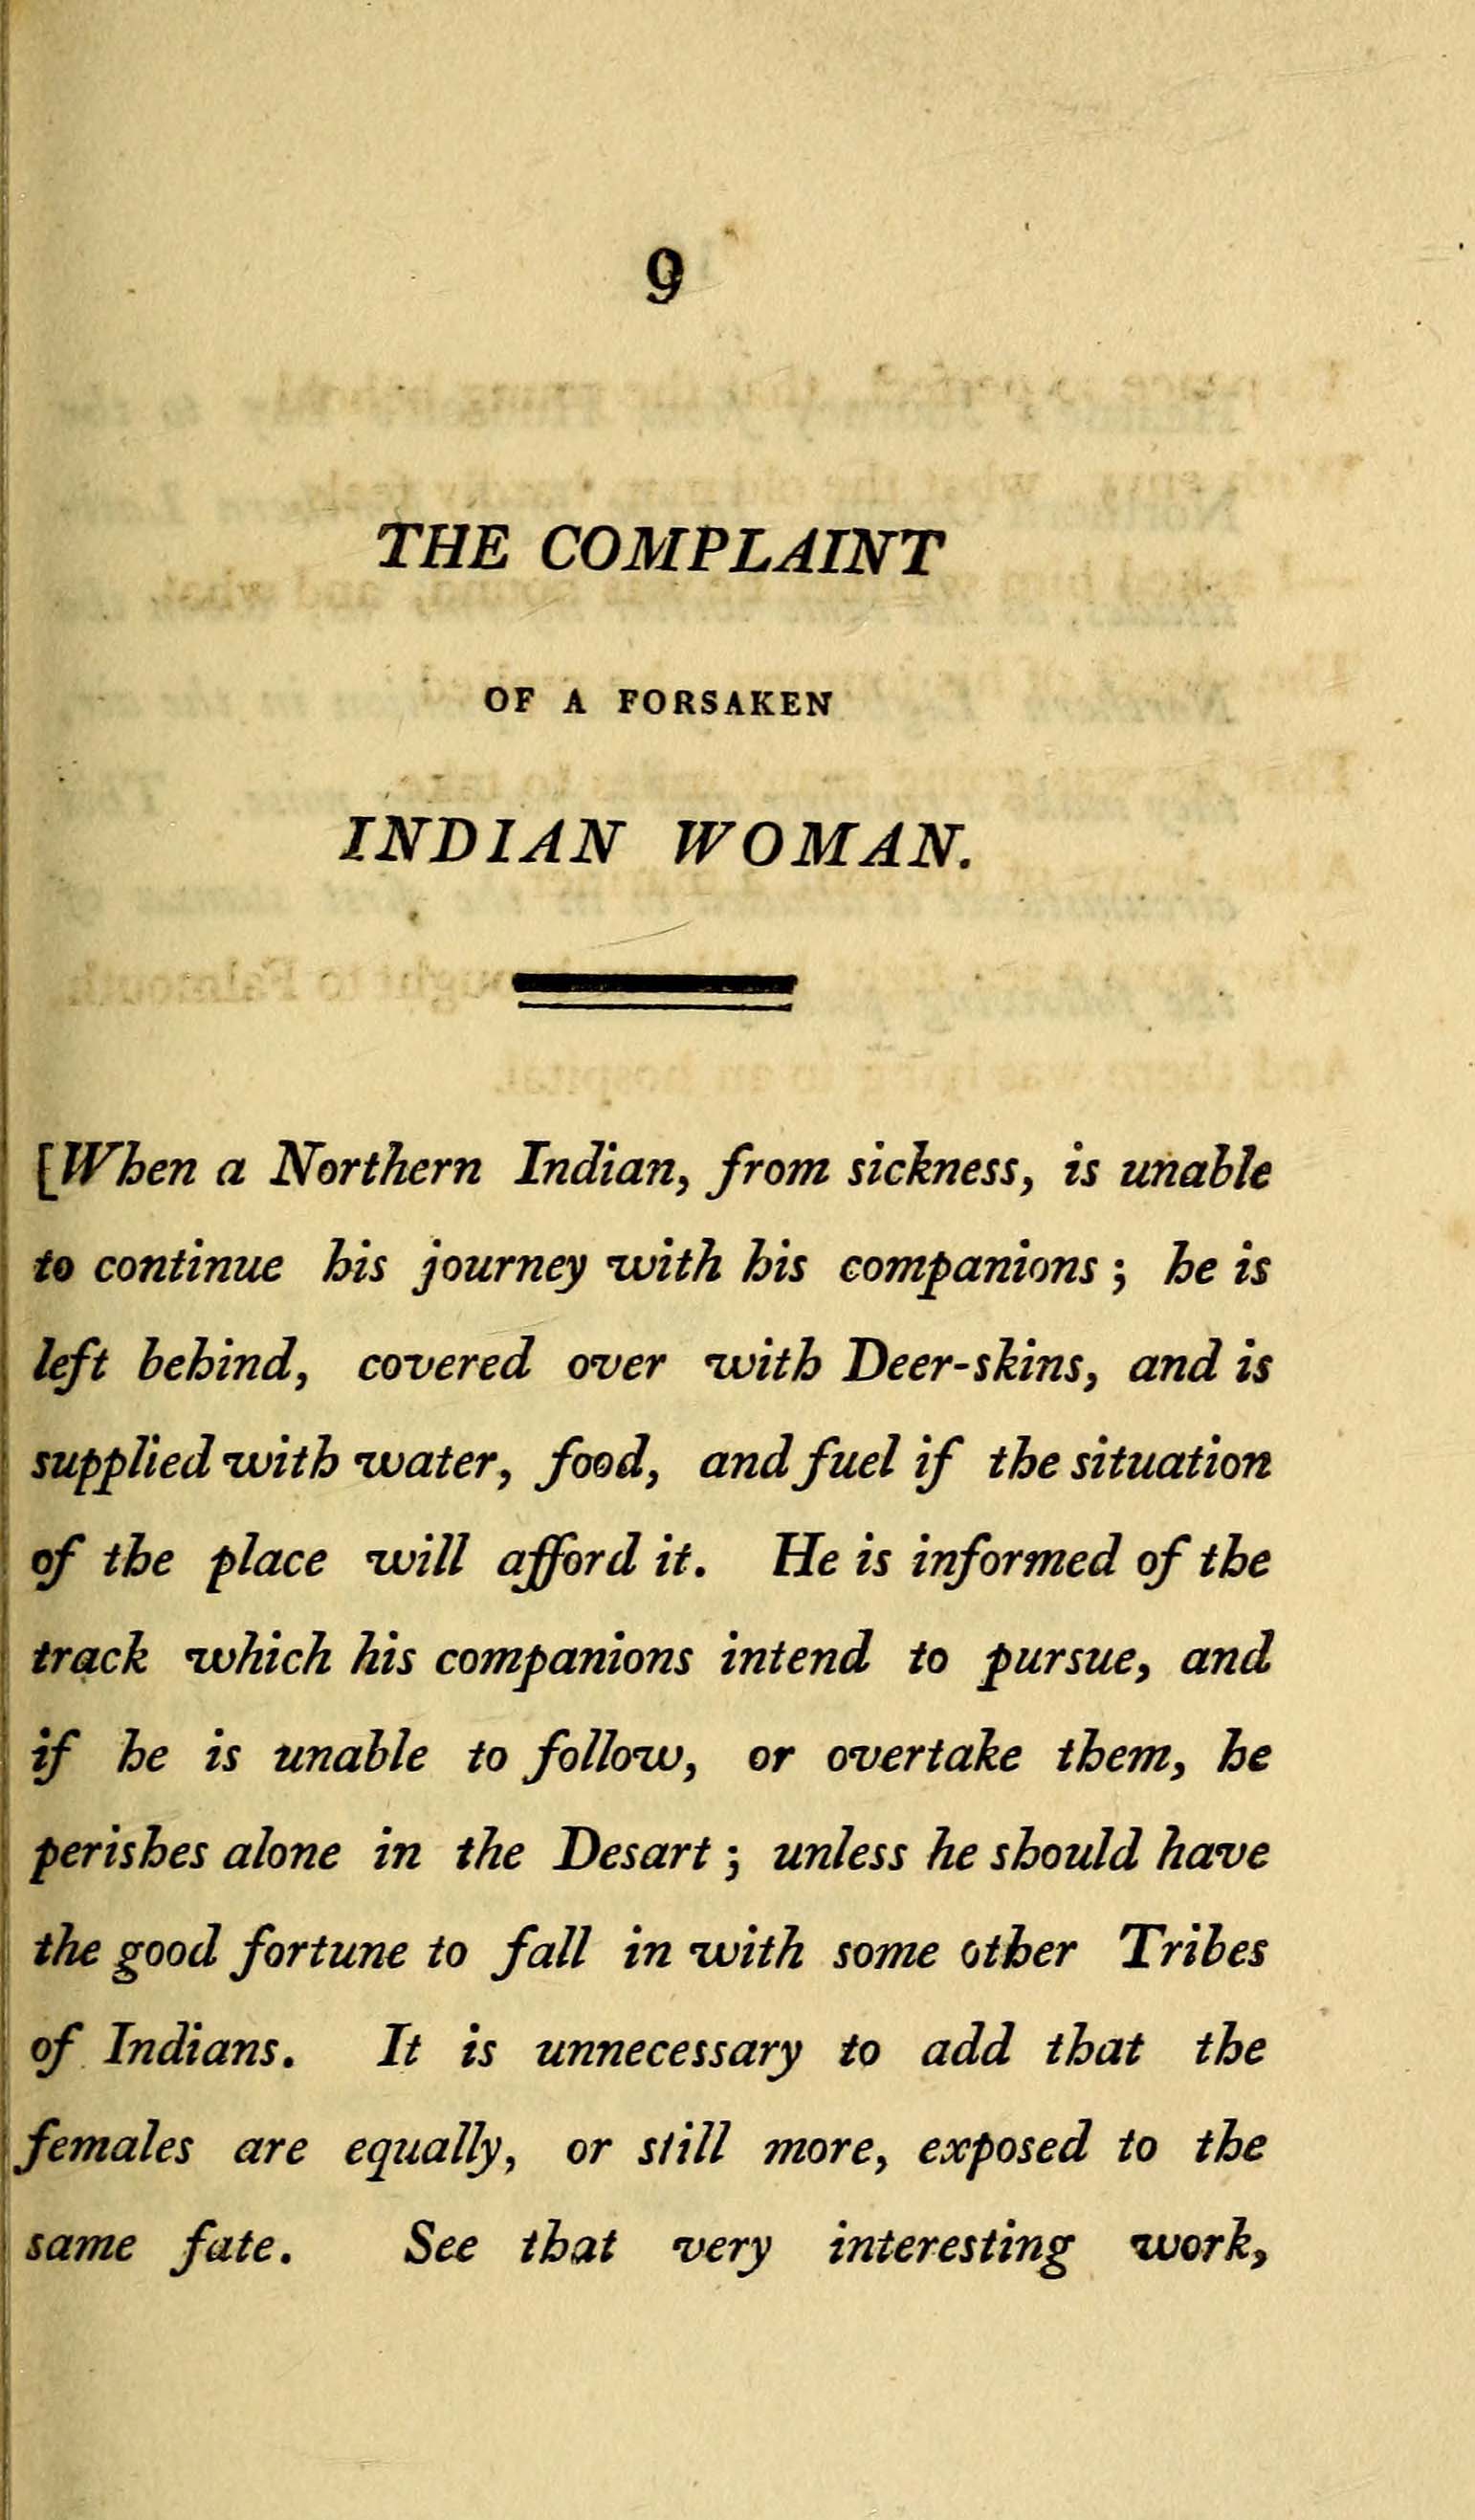 9
THE COMPLAINT
OF A FORSAKEN
INDIAN WOMAN.
[When a Northern Indian, from sickness, is unable
to continue his journey with his companions; he is
left behind, covered over with Deer-skins, and is
supplied with water, food, and fuel if the situation
of the place will afford it. He is informed of the
track which his companions intend to pursue, and
if he is unable to follow, or overtake them, he
perishes alone in the Desart; unless he should have
the good fortune to fall in with some other Tribes
of Indians. It is unnecessary to add that the
females are equally, or still more, exposed to the
same fate. See that very interesting work,